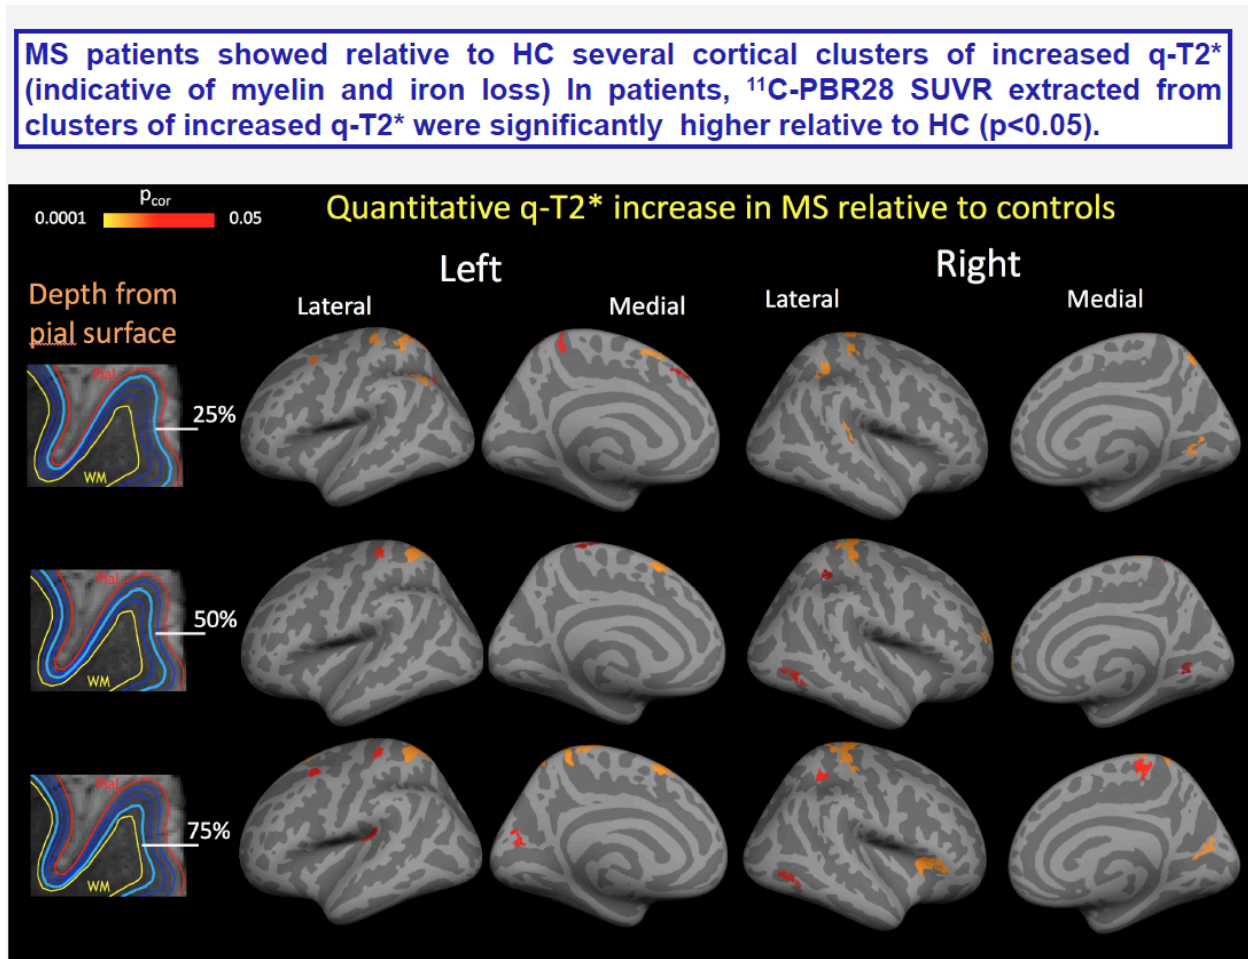 MS patients showed relative to HC several cortical clusters of increased q-T2*
(indicative of myelin and iron loss) In patients, ¹¹C-PBR28 SUVR extracted from
clusters of increased q-T2* were significantly higher relative to HC (p<0.05).
p_cor
0.0001 0.05
Quantitative q-T2* increase in MS relative to controls
Left Right
Depth from
pial surface
Lateral Medial Lateral Medial
Pial
25%
WM
Pial
50%
WM
Pial
75%
WM